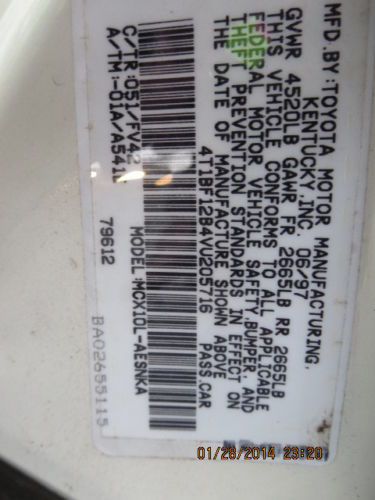 MFD.BY TOYOTA MOTOR MANUFACTURING.
KENTUCKY.INC. 06/97
GVWR 4520LB GAWR FR 2665LB RR 2665LB
THIS VEHICLE CONFORMS TO ALL APPLICABLE
FEDERAL MOTOR VEHICLE SAFETY,BUMPER, AND
THEFT PREVENTION STANDARDS IN EFFECT ON
THE DATE OF MANUFACTURE SHOWN ABOVE
4T1BF12B4VU205716 PASS.CAR
C/TR:051/FV42 MODEL:MCX10L-AESNKA
A/TM:-01A/A541E
79612
BA02655115
01/28/2014 23:29